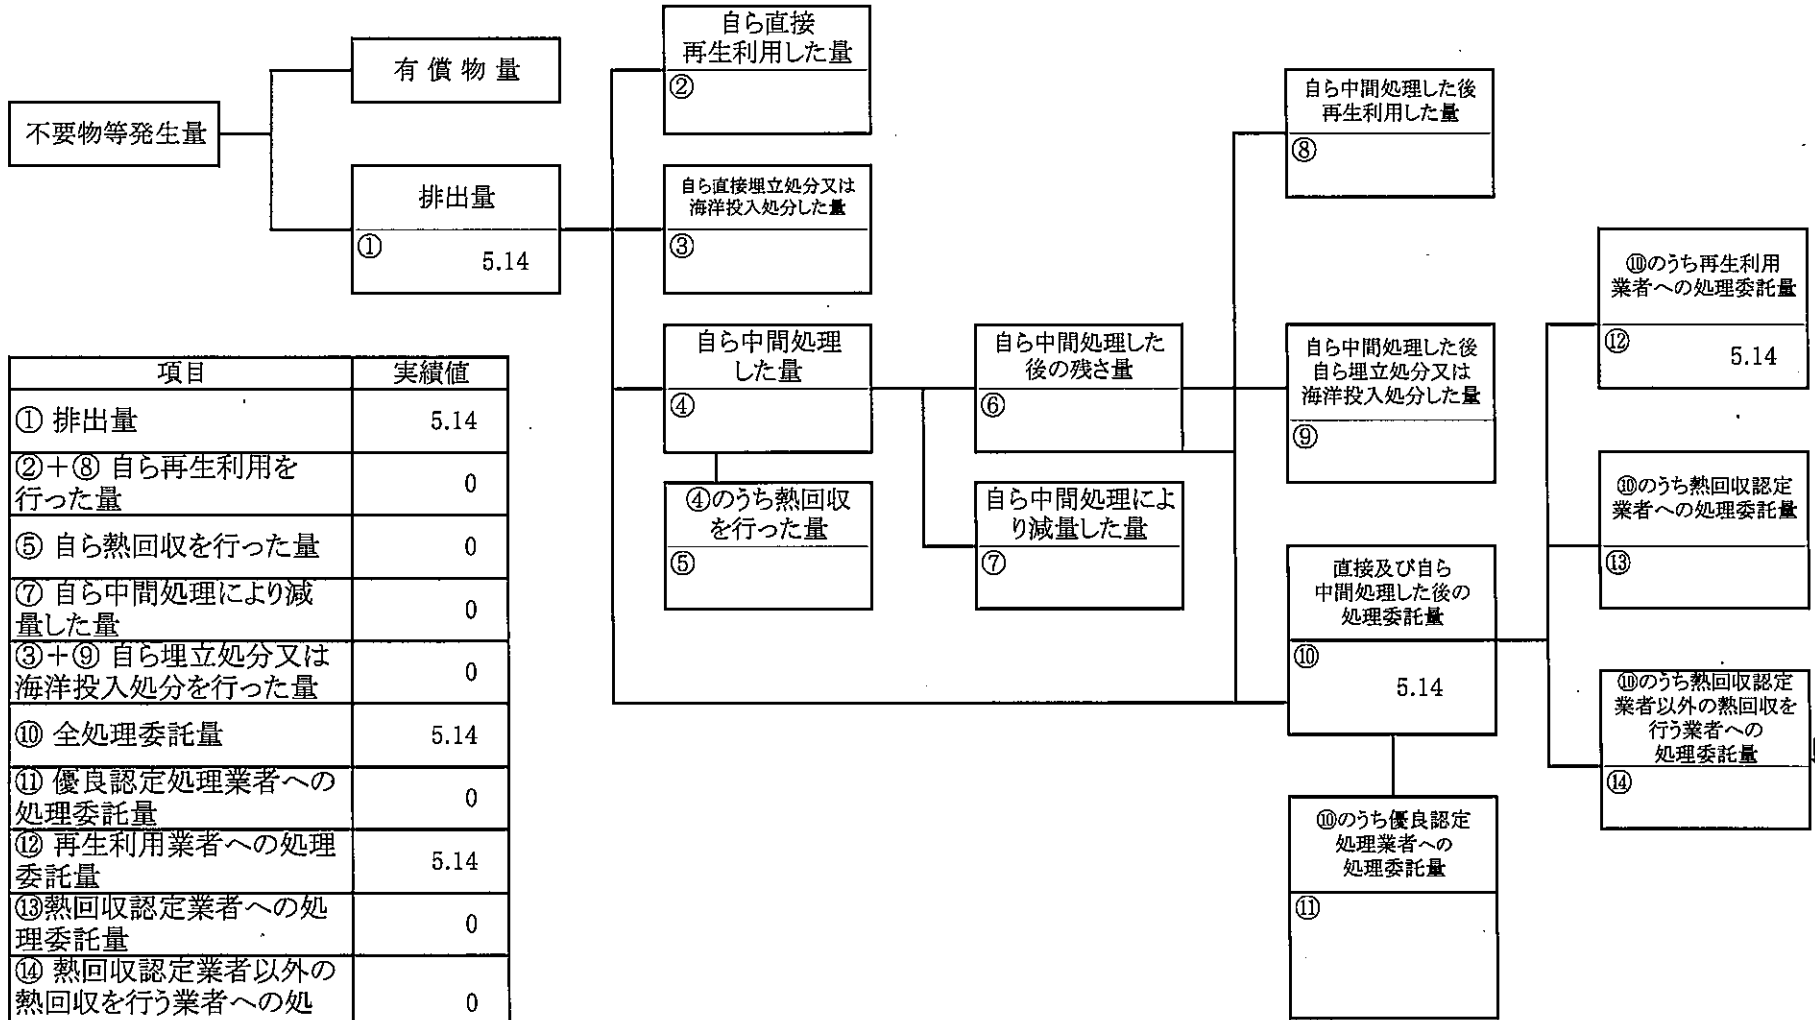 不要物等発生量
有償物量
排出量
①
5.14
自ら直接
再生利用した量
②
自ら直接埋立処分又は
海洋投入処分した量
③
自ら中間処理
した量
④
④のうち熱回収
を行った量
⑤
自ら中間処理した
後の残さ量
⑥
自ら中間処理によ
り減量した量
⑦
自ら中間処理した後
再生利用した量
⑧
自ら中間処理した後
自ら埋立処分又は
海洋投入処分した量
⑨
直接及び自ら
中間処理した後の
処理委託量
⑩
5.14
⑩のうち優良認定
処理業者への
処理委託量
⑪
⑩のうち再生利用
業者への処理委託量
⑫
5.14
⑩のうち熱回収認定
業者への処理委託量
⑬
⑩のうち熱回収認定
業者以外の熱回収を
行う業者への
処理委託量
⑭
項目 実績値
① 排出量 5.14
②+⑧ 自ら再生利用を
行った量 0
⑤ 自ら熱回収を行った量 0
⑦ 自ら中間処理により減
量した量 0
③+⑨ 自ら埋立処分又は
海洋投入処分を行った量 0
⑩ 全処理委託量 5.14
⑪ 優良認定処理業者への
処理委託量 0
⑫ 再生利用業者への処理
委託量 5.14
⑬熱回収認定業者への処
理委託量 0
⑭ 熱回収認定業者以外の
熱回収を行う業者への処 0